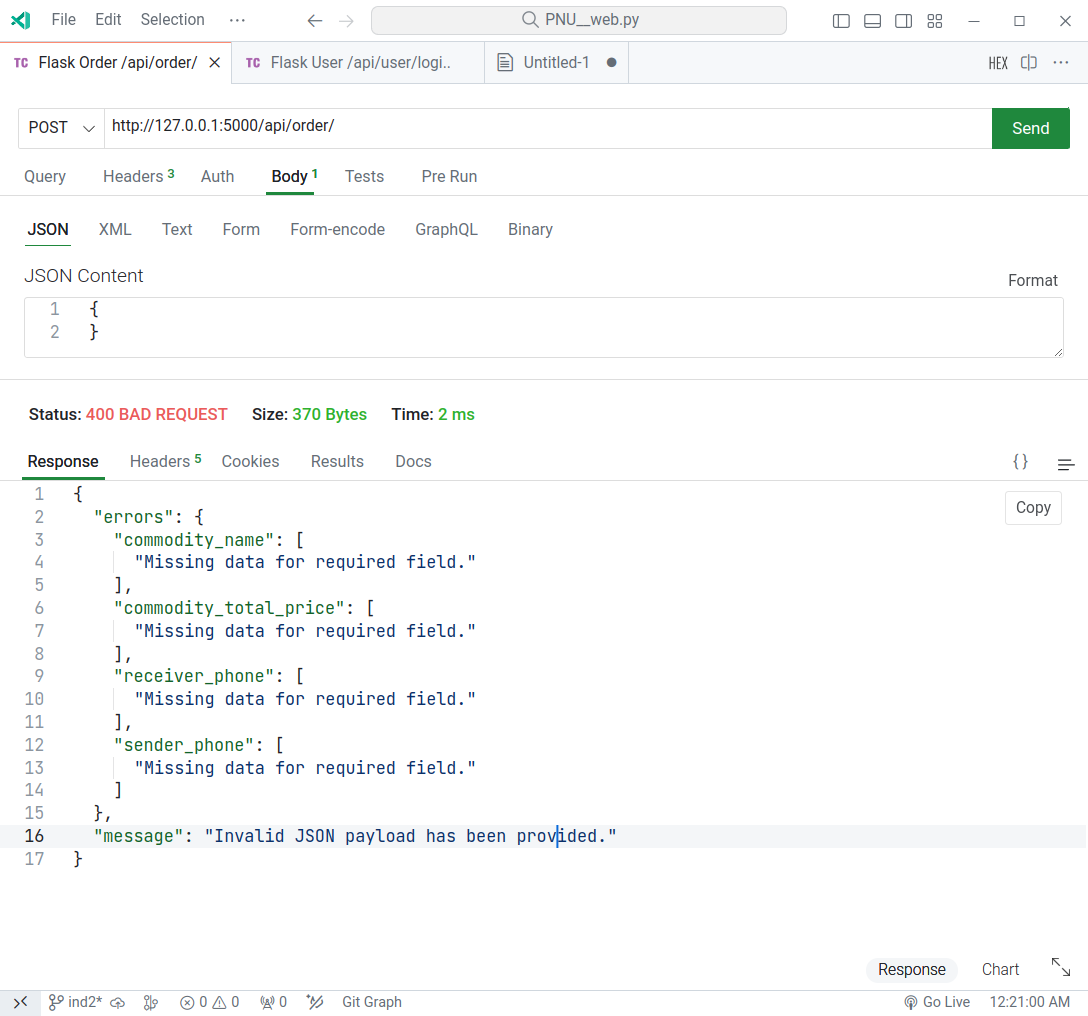 File Edit Selection ··· PNU__web.py
TC Flask Order /api/order/ TC Flask User /api/user/logi.. Untitled-1 HEX ···
POST http://127.0.0.1:5000/api/order/ Send
Query Headers 3 Auth Body 1 Tests Pre Run
JSON XML Text Form Form-encode GraphQL Binary
JSON Content
Format
1 {
2 }
Status: 400 BAD REQUEST Size: 370 Bytes Time: 2 ms
Response Headers 5 Cookies Results Docs {}
Copy
1 {
2 "errors": {
3 "commodity_name": [
4 "Missing data for required field."
5 ],
6 "commodity_total_price": [
7 "Missing data for required field."
8 ],
9 "receiver_phone": [
10 "Missing data for required field."
11 ],
12 "sender_phone": [
13 "Missing data for required field."
14 ]
15 },
16 "message": "Invalid JSON payload has been provided."
17 }
Response Chart
ind2* 0 0 0 Git Graph Go Live 12:21:00 AM